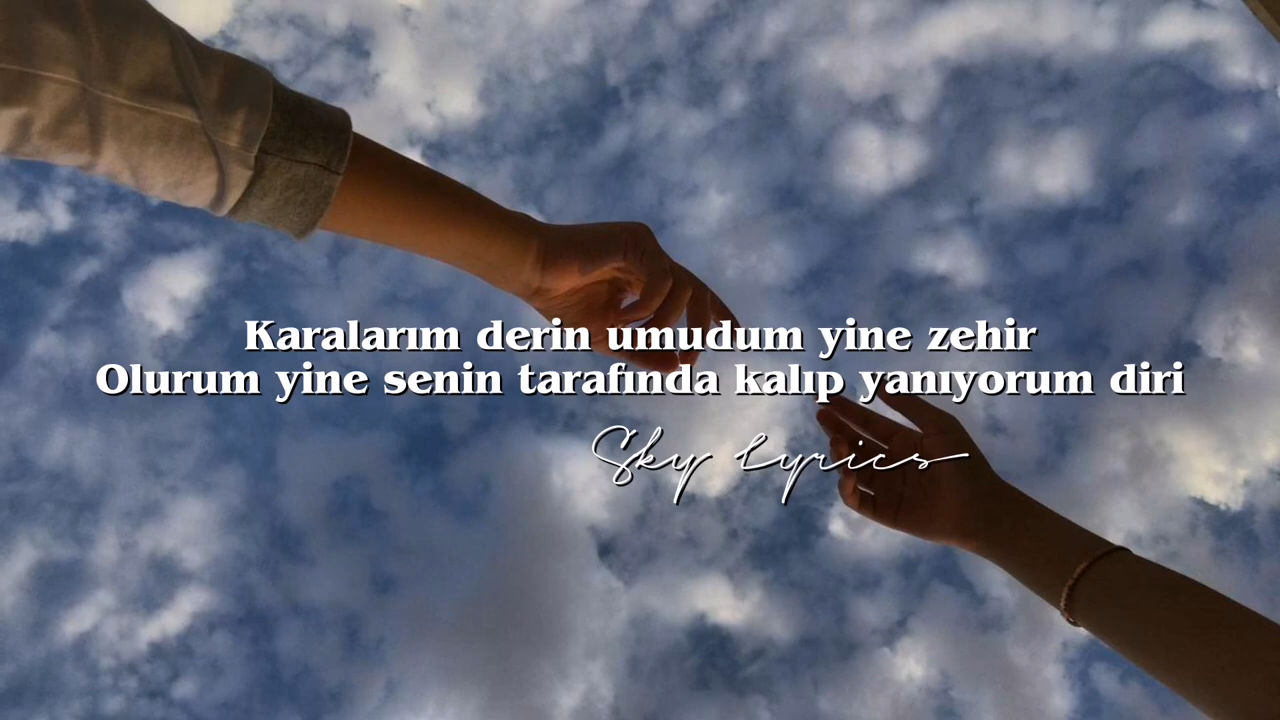 Karalarım derin umudum yine zehir
Olurum yine senin tarafında kalıp yanıyorum diri
Sky Lyrics